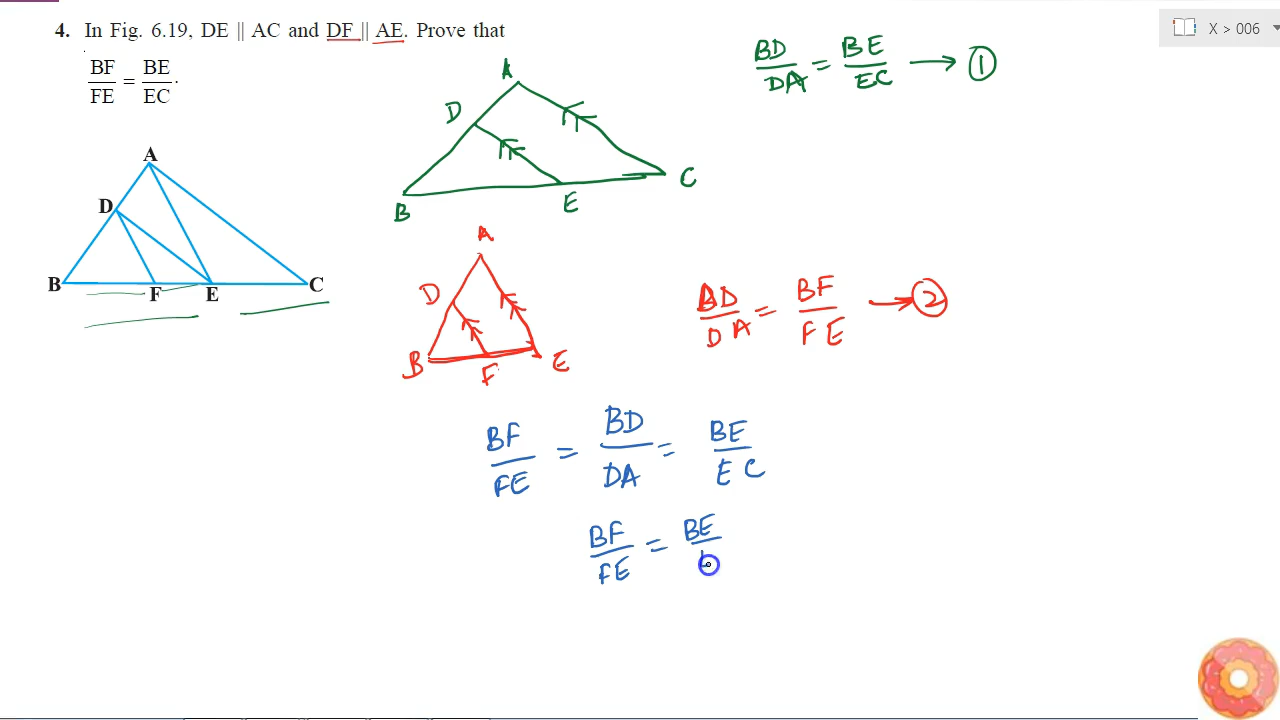 4. In Fig. 6.19, DE || AC and DF || AE. Prove that
BF/FE = BE/EC.
X > 006
A
D
B
F
E
C
A
D
B
E
C
BD/DA = BE/EC → ①
A
D
B
F
E
BD/DA = BF/FE → ②
BF/FE = BD/DA = BE/EC
BF/FE = BE/